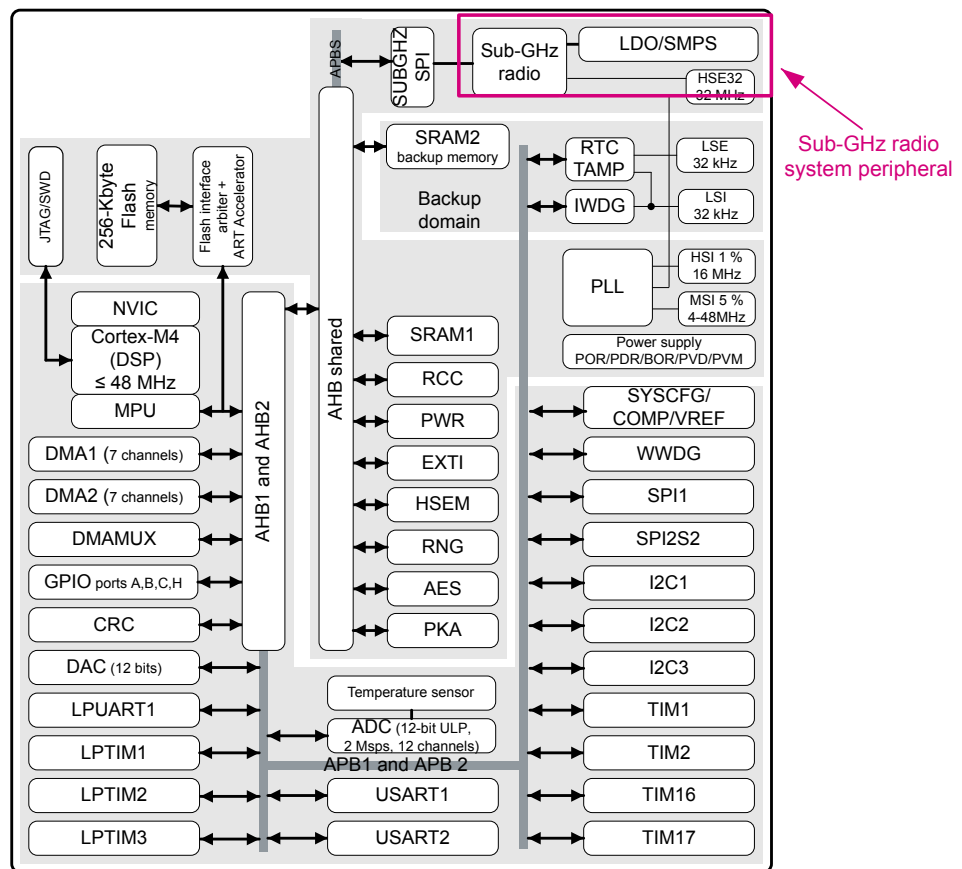 APBS
SUBGHZ
SPI
Sub-GHz
radio
LDO/SMPS
HSE32
32 MHz
Sub-GHz radio
system peripheral
SRAM2
backup memory
Backup
domain
RTC
TAMP
LSE
32 kHz
IWDG
LSI
32 kHz
JTAG/SWD
256-Kbyte
Flash
memory
Flash interface
arbiter +
ART Accelerator
PLL
HSI 1 %
16 MHz
MSI 5 %
4-48MHz
Power supply
POR/PDR/BOR/PVD/PVM
NVIC
Cortex-M4
(DSP)
≤ 48 MHz
MPU
DMA1 (7 channels)
DMA2 (7 channels)
DMAMUX
GPIO ports A,B,C,H
CRC
DAC (12 bits)
LPUART1
LPTIM1
LPTIM2
LPTIM3
AHB1 and AHB2
AHB shared
SRAM1
RCC
PWR
EXTI
HSEM
RNG
AES
PKA
Temperature sensor
ADC (12-bit ULP,
2 Msps, 12 channels)
APB1 and APB 2
USART1
USART2
SYSCFG/
COMP/VREF
WWDG
SPI1
SPI2S2
I2C1
I2C2
I2C3
TIM1
TIM2
TIM16
TIM17